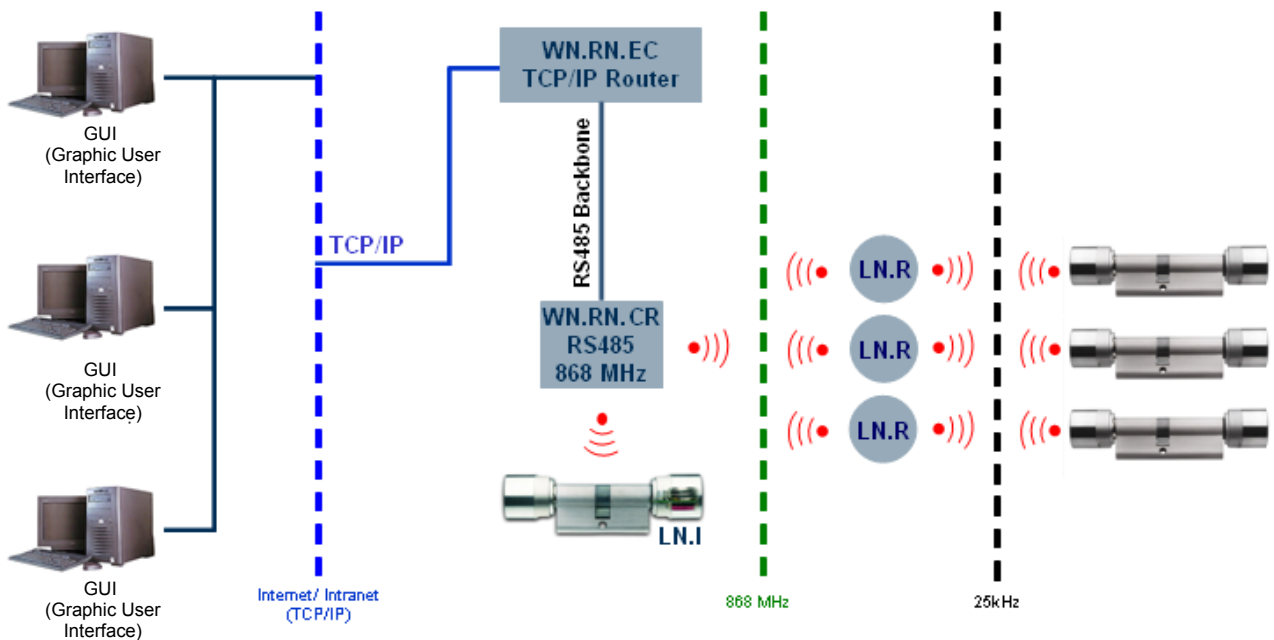 GUI
(Graphic User
Interface)
GUI
(Graphic User
Interface)
GUI
(Graphic User
Interface)
Internet/ Intranet
(TCP/IP)
TCP/IP
WN.RN.EC
TCP/IP Router
RS485 Backbone
WN.RN.CR
RS485
868 MHz
LN.I
868 MHz
LN.R
LN.R
LN.R
25kHz